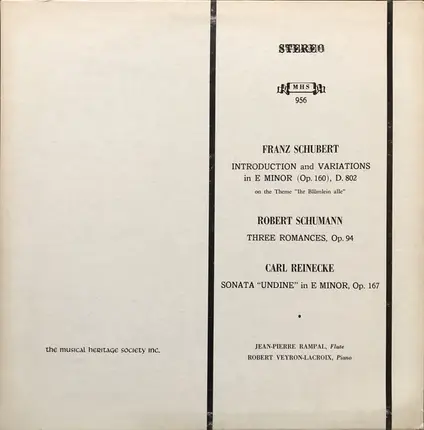 STEREO
MHS
956
FRANZ SCHUBERT
INTRODUCTION and VARIATIONS
in E MINOR (Op. 160), D. 802
on the Theme "Ihr Blümlein alle"
ROBERT SCHUMANN
THREE ROMANCES, Op. 94
CARL REINECKE
SONATA "UNDINE" in E MINOR, Op. 167
JEAN-PIERRE RAMPAL, Flute
ROBERT VEYRON-LACROIX, Piano
the musical heritage society inc.